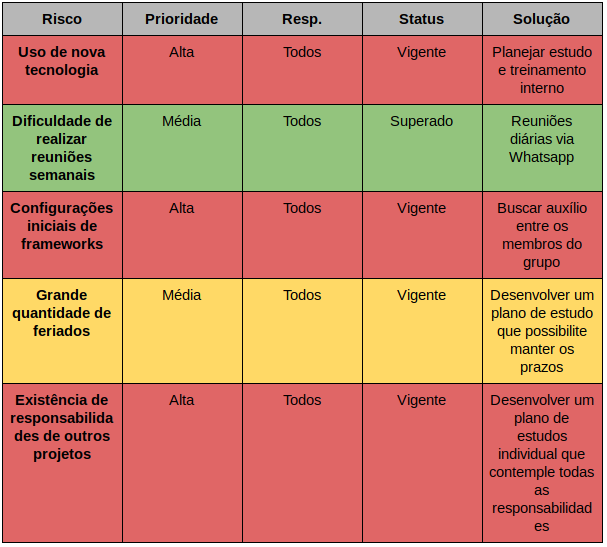 Risco Prioridade Resp. Status Solução
Uso de nova
tecnologia
Alta
Todos
Vigente
Planejar estudo
e treinamento
interno
Dificuldade de
realizar
reuniões
semanais
Média
Todos
Superado
Reuniões
diárias via
Whatsapp
Configurações
iniciais de
frameworks
Alta
Todos
Vigente
Buscar auxílio
entre os
membros do
grupo
Grande
quantidade de
feriados
Média
Todos
Vigente
Desenvolver um
plano de estudo
que possibilite
manter os
prazos
Existência de
responsabilida
des de outros
projetos
Alta
Todos
Vigente
Desenvolver um
plano de
estudos
individual que
contemple todas
as
responsabilidad
es